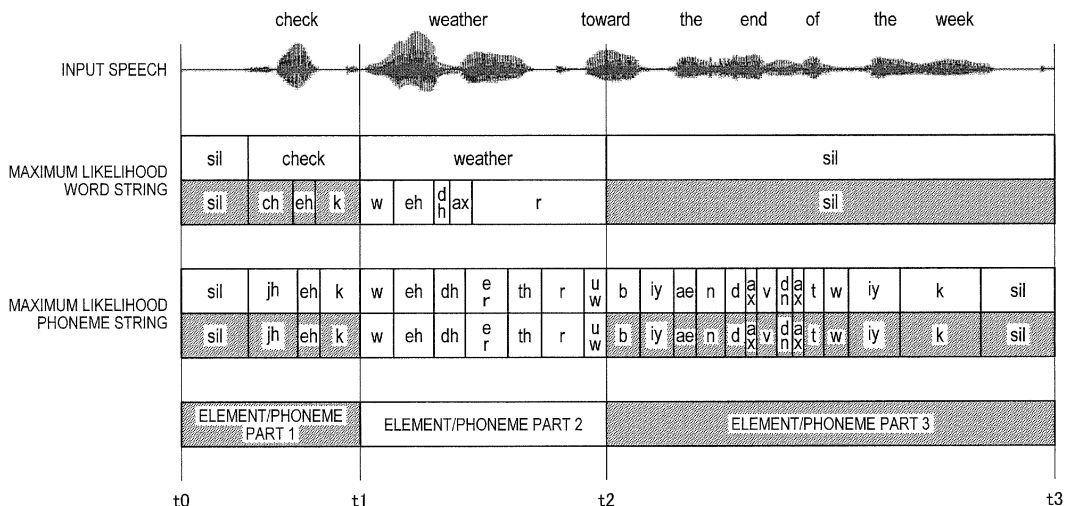 check weather toward the end of the week
INPUT SPEECH
MAXIMUM LIKELIHOOD
WORD STRING
sil check weather sil
sil ch eh k w eh dh ax r sil
MAXIMUM LIKELIHOOD
PHONEME STRING
sil jh eh k w eh dh er th r uw b iy ae n d ax v dn ax t w iy k sil
sil jh eh k w eh dh er th r uw b iy ae n d ax v dn ax t w iy k sil
ELEMENT/PHONEME
PART 1
ELEMENT/PHONEME PART 2
ELEMENT/PHONEME PART 3
t0 t1 t2 t3